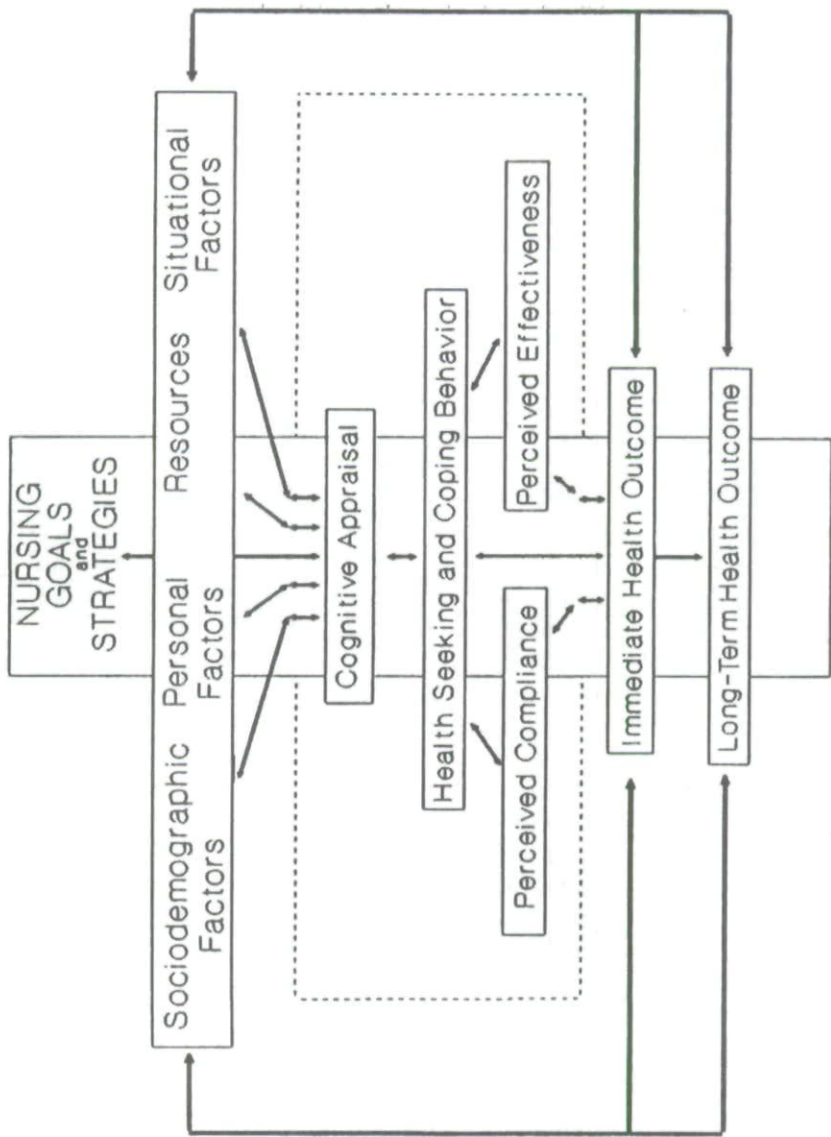 NURSING
GOALS
and
STRATEGIES
Sociodemographic
Factors
Personal
Factors
Resources
Situational
Factors
Cognitive Appraisal
Health Seeking and Coping Behavior
Perceived Compliance
Perceived Effectiveness
Immediate Health Outcome
Long-Term Health Outcome